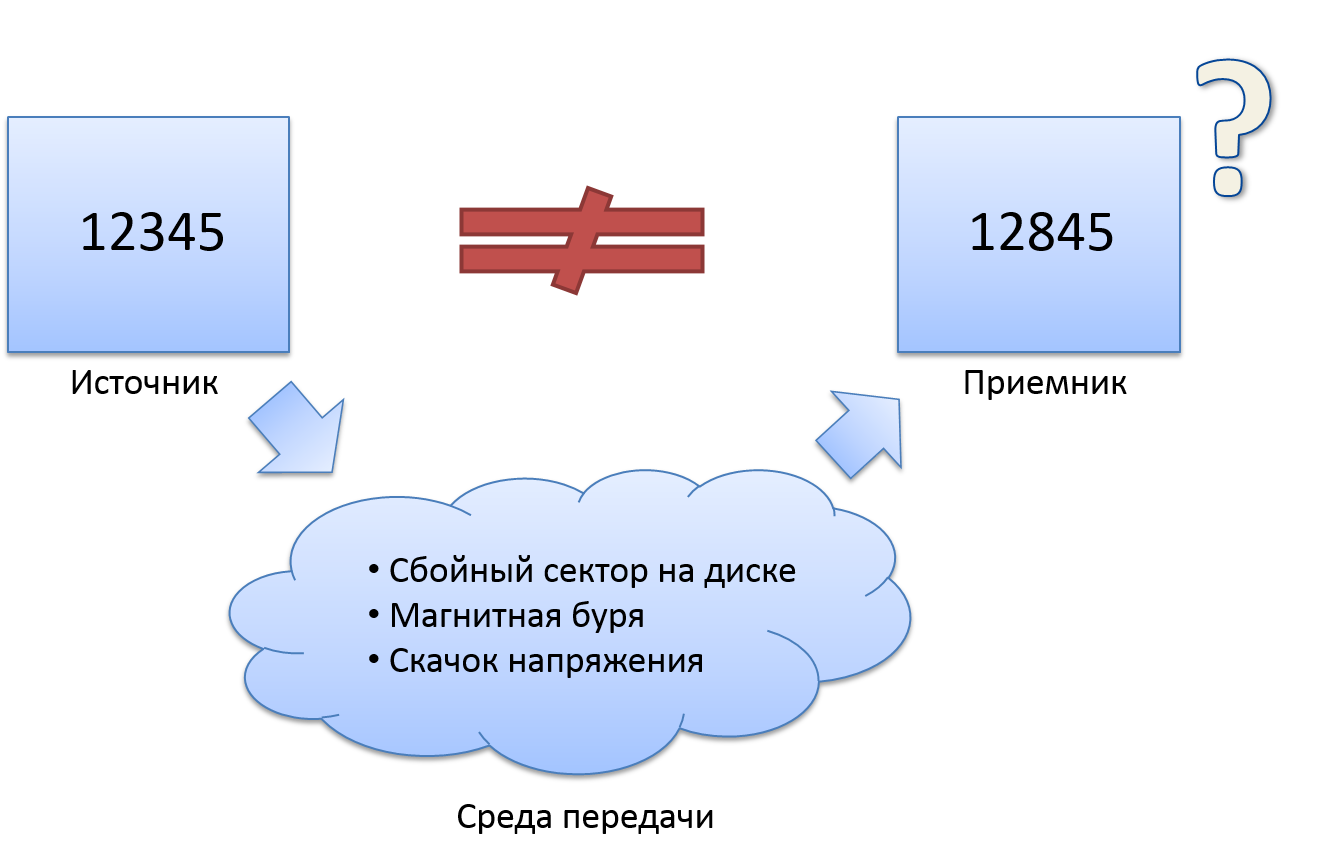 ?
12345
12845
Источник
Приемник
• Сбойный сектор на диске
• Магнитная буря
• Скачок напряжения
Среда передачи